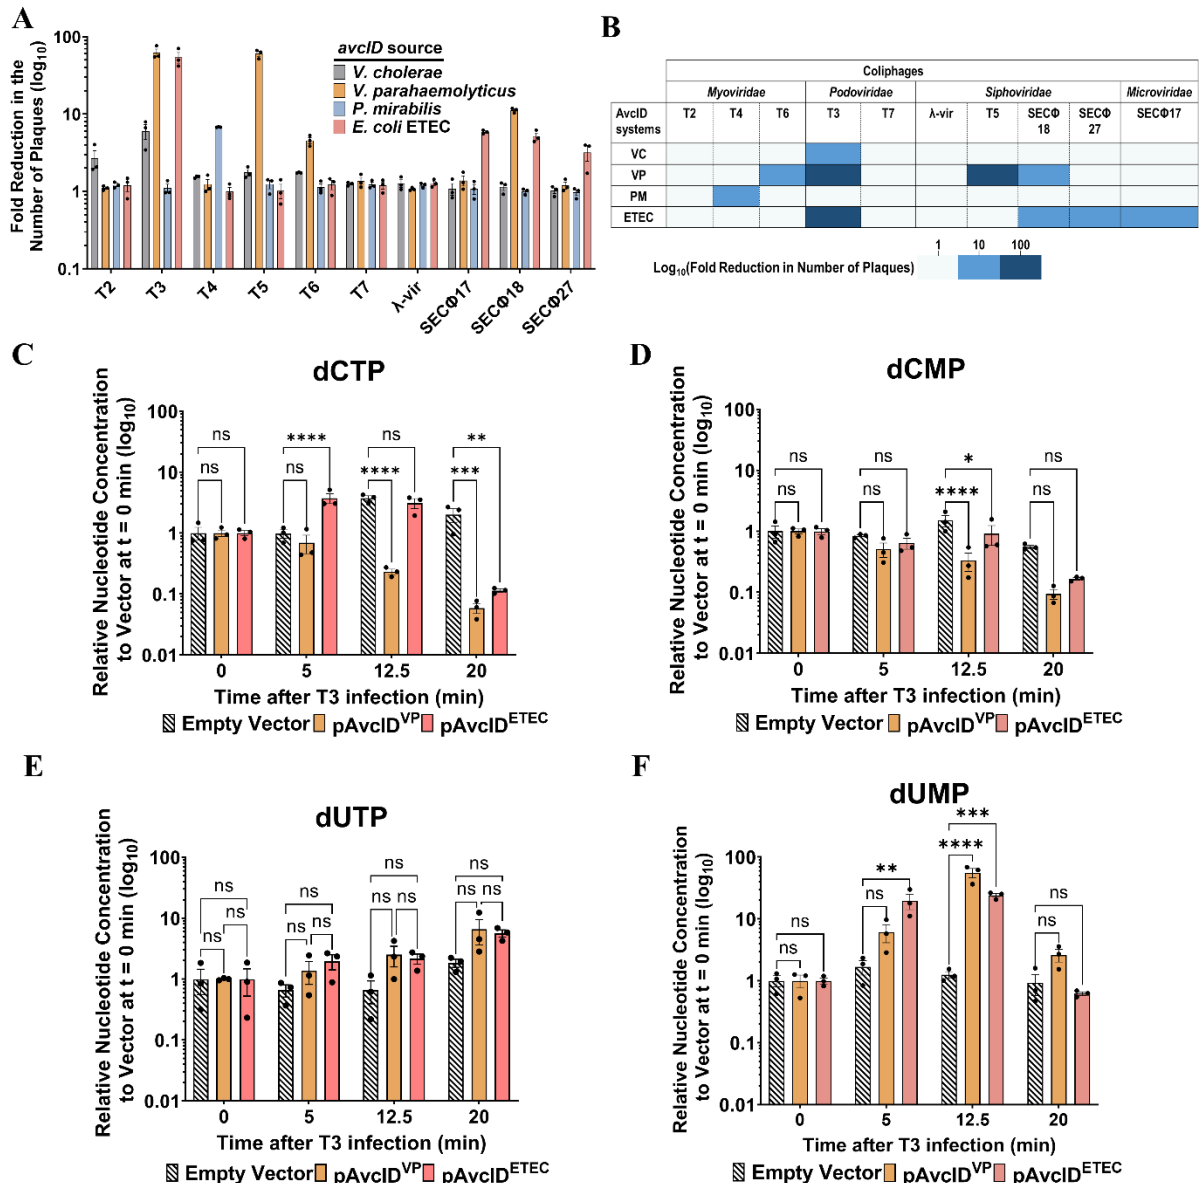 A
Fold Reduction in the
Number of Plaques (log10)
100
10
1
0.1
avcID source
V. cholerae
V. parahaemolyticus
P. mirabilis
E. coli ETEC
T2
T3
T4
T5
T6
T7
λ-vir
SECΦ17
SECΦ18
SECΦ27
B
Coliphages
Myoviridae Podoviridae Siphoviridae Microviridae
AvcID systems
T2 T4 T6 T3 T7 λ-vir T5 SECΦ 18 SECΦ 27 SECΦ17
VC
VP
PM
ETEC
1 10 100
Log10(Fold Reduction in Number of Plaques)
C
dCTP
Relative Nucleotide Concentration
to Vector at t = 0 min (log10)
100
10
1
0.1
0.01
ns ns
**** ns
ns ****
** ***
0 5 12.5 20
Time after T3 infection (min)
Empty Vector pAvcID^VP pAvcID^ETEC
D
dCMP
Relative Nucleotide Concentration
to Vector at t = 0 min (log10)
100
10
1
0.1
0.01
ns ns
ns ns
* ****
ns ns
0 5 12.5 20
Time after T3 infection (min)
Empty Vector pAvcID^VP pAvcID^ETEC
E
dUTP
Relative Nucleotide Concentration
to Vector at t = 0 min (log10)
100
10
1
0.1
0.01
ns ns ns
ns ns ns
ns ns ns
ns ns ns
0 5 12.5 20
Time after T3 infection (min)
Empty Vector pAvcID^VP pAvcID^ETEC
F
dUMP
Relative Nucleotide Concentration
to Vector at t = 0 min (log10)
100
10
1
0.1
0.01
ns ns
** ns
*** ****
ns ns
0 5 12.5 20
Time after T3 infection (min)
Empty Vector pAvcID^VP pAvcID^ETEC